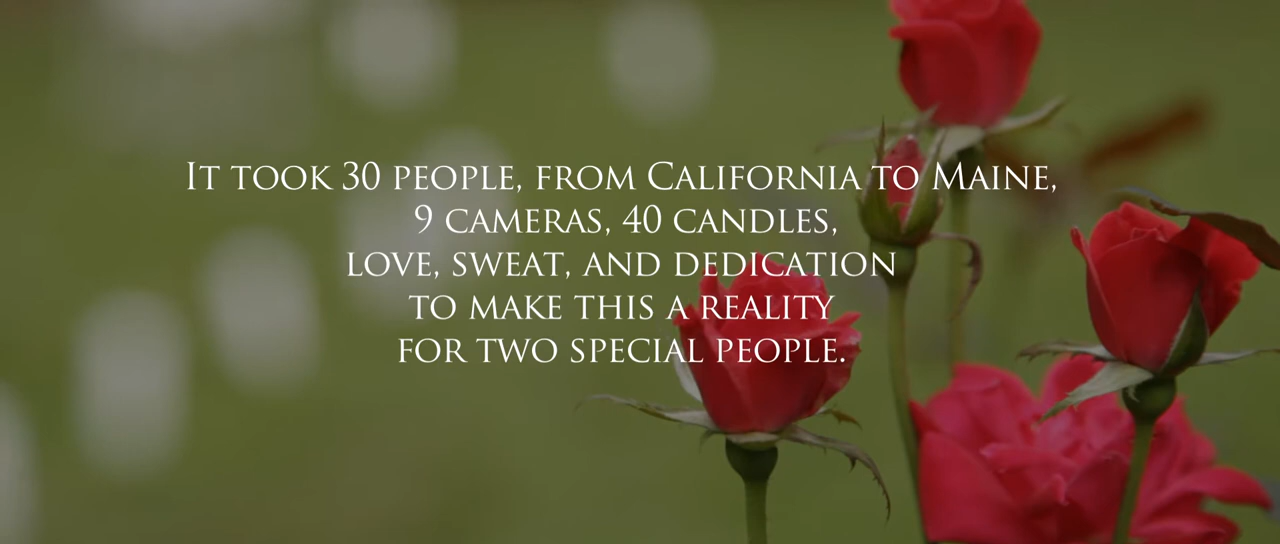 It took 30 people, from California to Maine,
9 cameras, 40 candles,
love, sweat, and dedication
to make this a reality
for two special people.